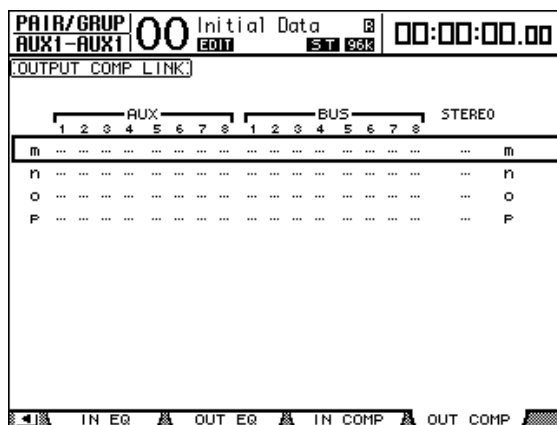 PAIR/GRUP 00 Initial Data R 00:00:00.00
AUX1-AUX1 EDIT ST 96k
OUTPUT COMP LINK
AUX BUS STEREO
1 2 3 4 5 6 7 8 1 2 3 4 5 6 7 8
m m
n n
o o
p p
IN EQ OUT EQ IN COMP OUT COMP